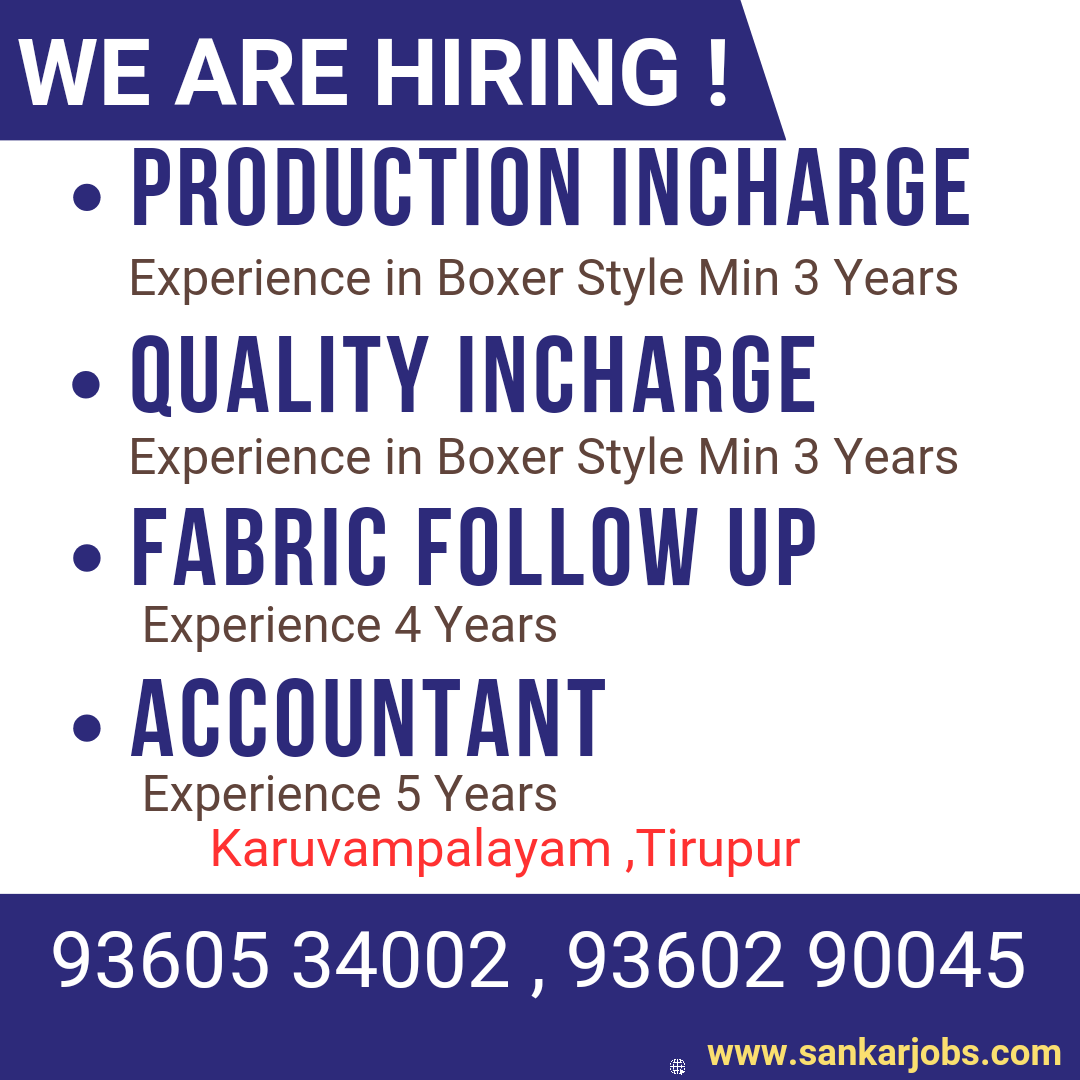 WE ARE HIRING !
• PRODUCTION INCHARGE
Experience in Boxer Style Min 3 Years
• QUALITY INCHARGE
Experience in Boxer Style Min 3 Years
• FABRIC FOLLOW UP
Experience 4 Years
• ACCOUNTANT
Experience 5 Years
Karuvampalayam ,Tirupur
93605 34002 , 93602 90045
www.sankarjobs.com